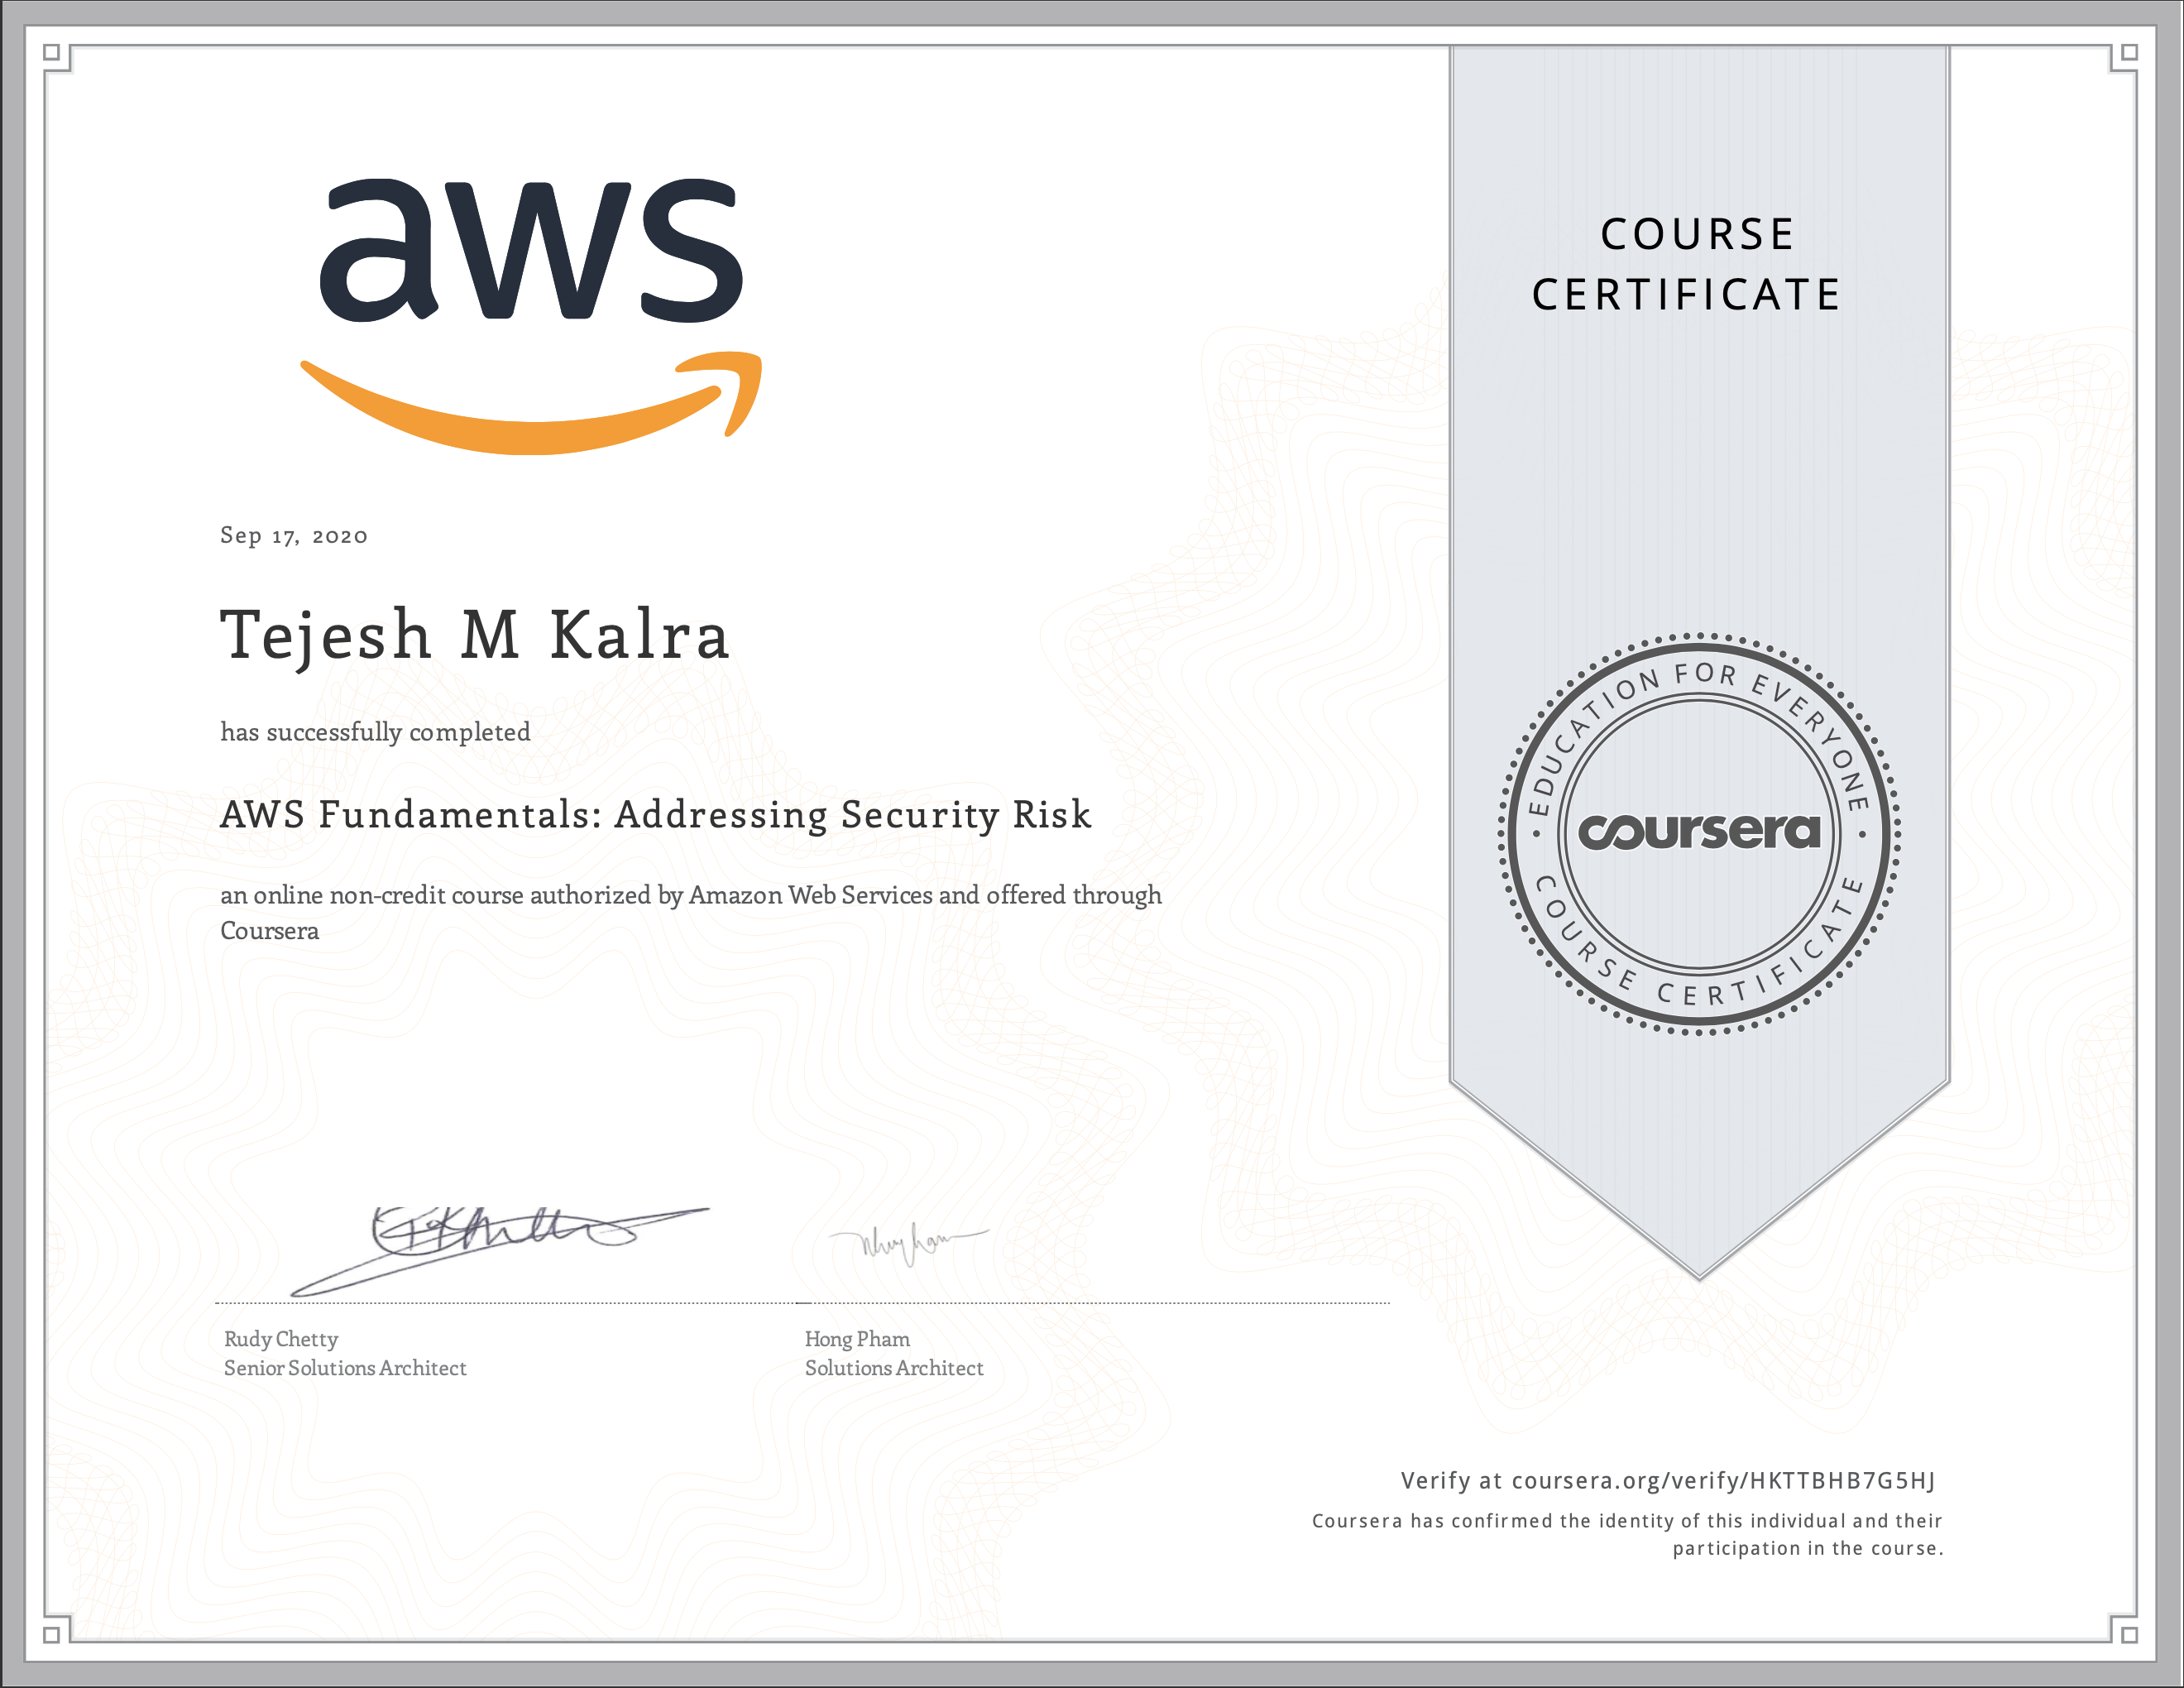 aws
COURSE
CERTIFICATE
Sep 17, 2020
Tejesh M Kalra
has successfully completed
AWS Fundamentals: Addressing Security Risk
an online non-credit course authorized by Amazon Web Services and offered through
Coursera
EDUCATION FOR EVERYONE
coursera
COURSE CERTIFICATE
Rudy Chetty
Senior Solutions Architect
Hong Pham
Solutions Architect
Verify at coursera.org/verify/HKTTBHB7G5HJ
Coursera has confirmed the identity of this individual and their
participation in the course.